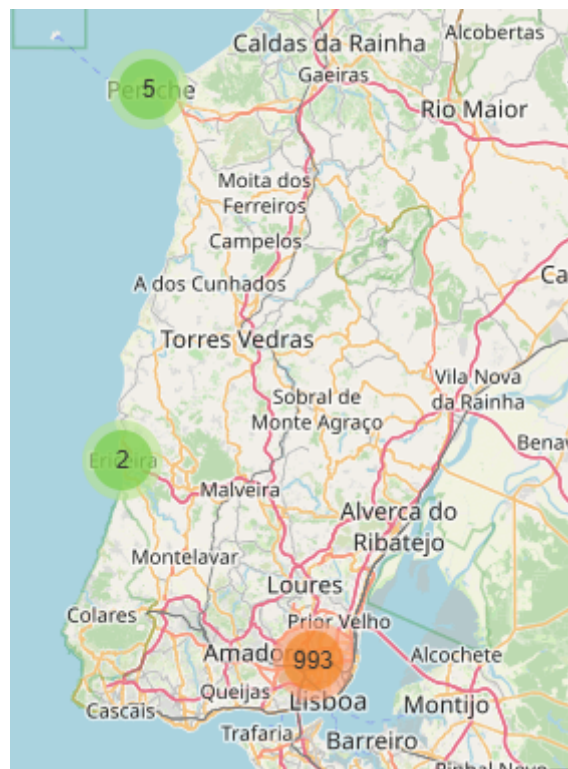 Alcobertas
Caldas da Rainha
Gaeiras
5
Rio Maior
Moita dos
Ferreiros
Campelos
A dos Cunhados
Torres Vedras
Vila Nova
da Rainha
Sobral de
Monte Agraço
2
Malveira
Alverca do
Ribatejo
Montelavar
Loures
Colares
Prior Velho
993
Alcochete
Queijas
Lisboa
Montijo
Cascais
Trafaria
Barreiro